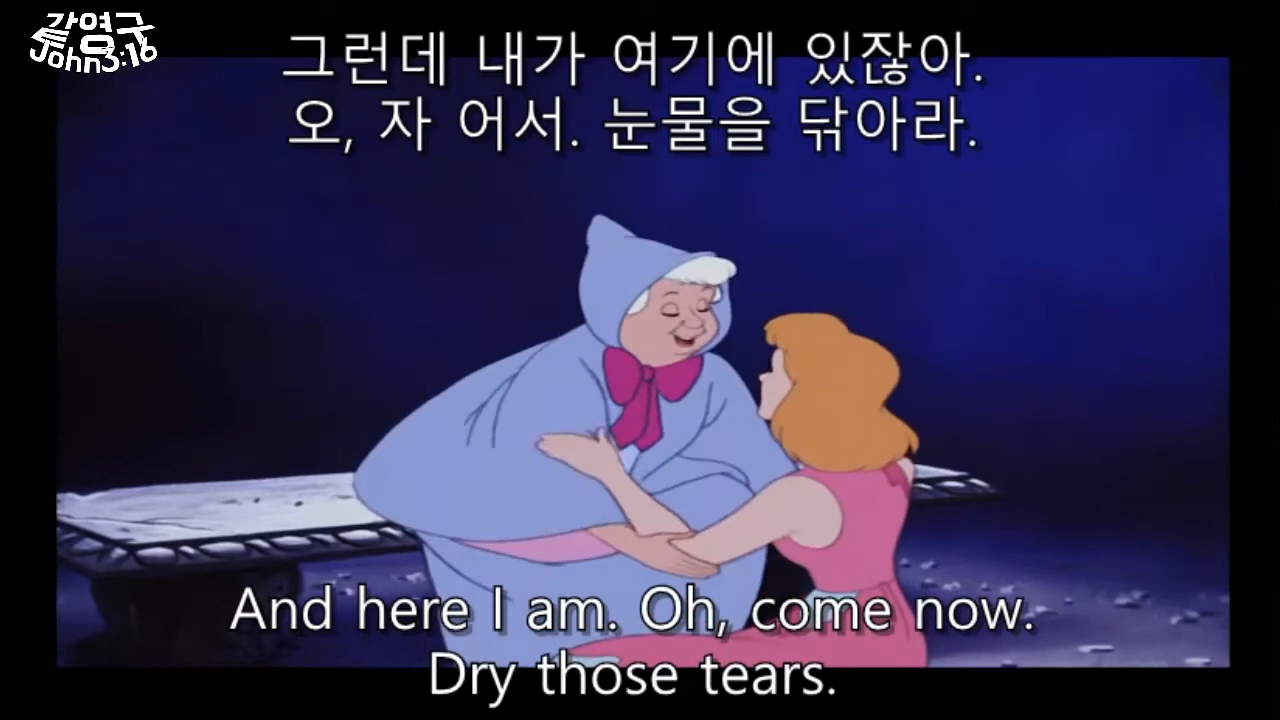 갓영구
John3:16
그런데 내가 여기에 있잖아.
오, 자 어서. 눈물을 닦아라.
And here I am. Oh, come now.
Dry those tears.